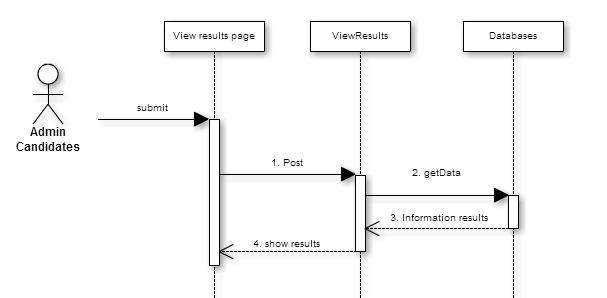 View results page
ViewResults
Databases
submit
Admin
Candidates
1. Post
2. getData
3. Information results
4. show results